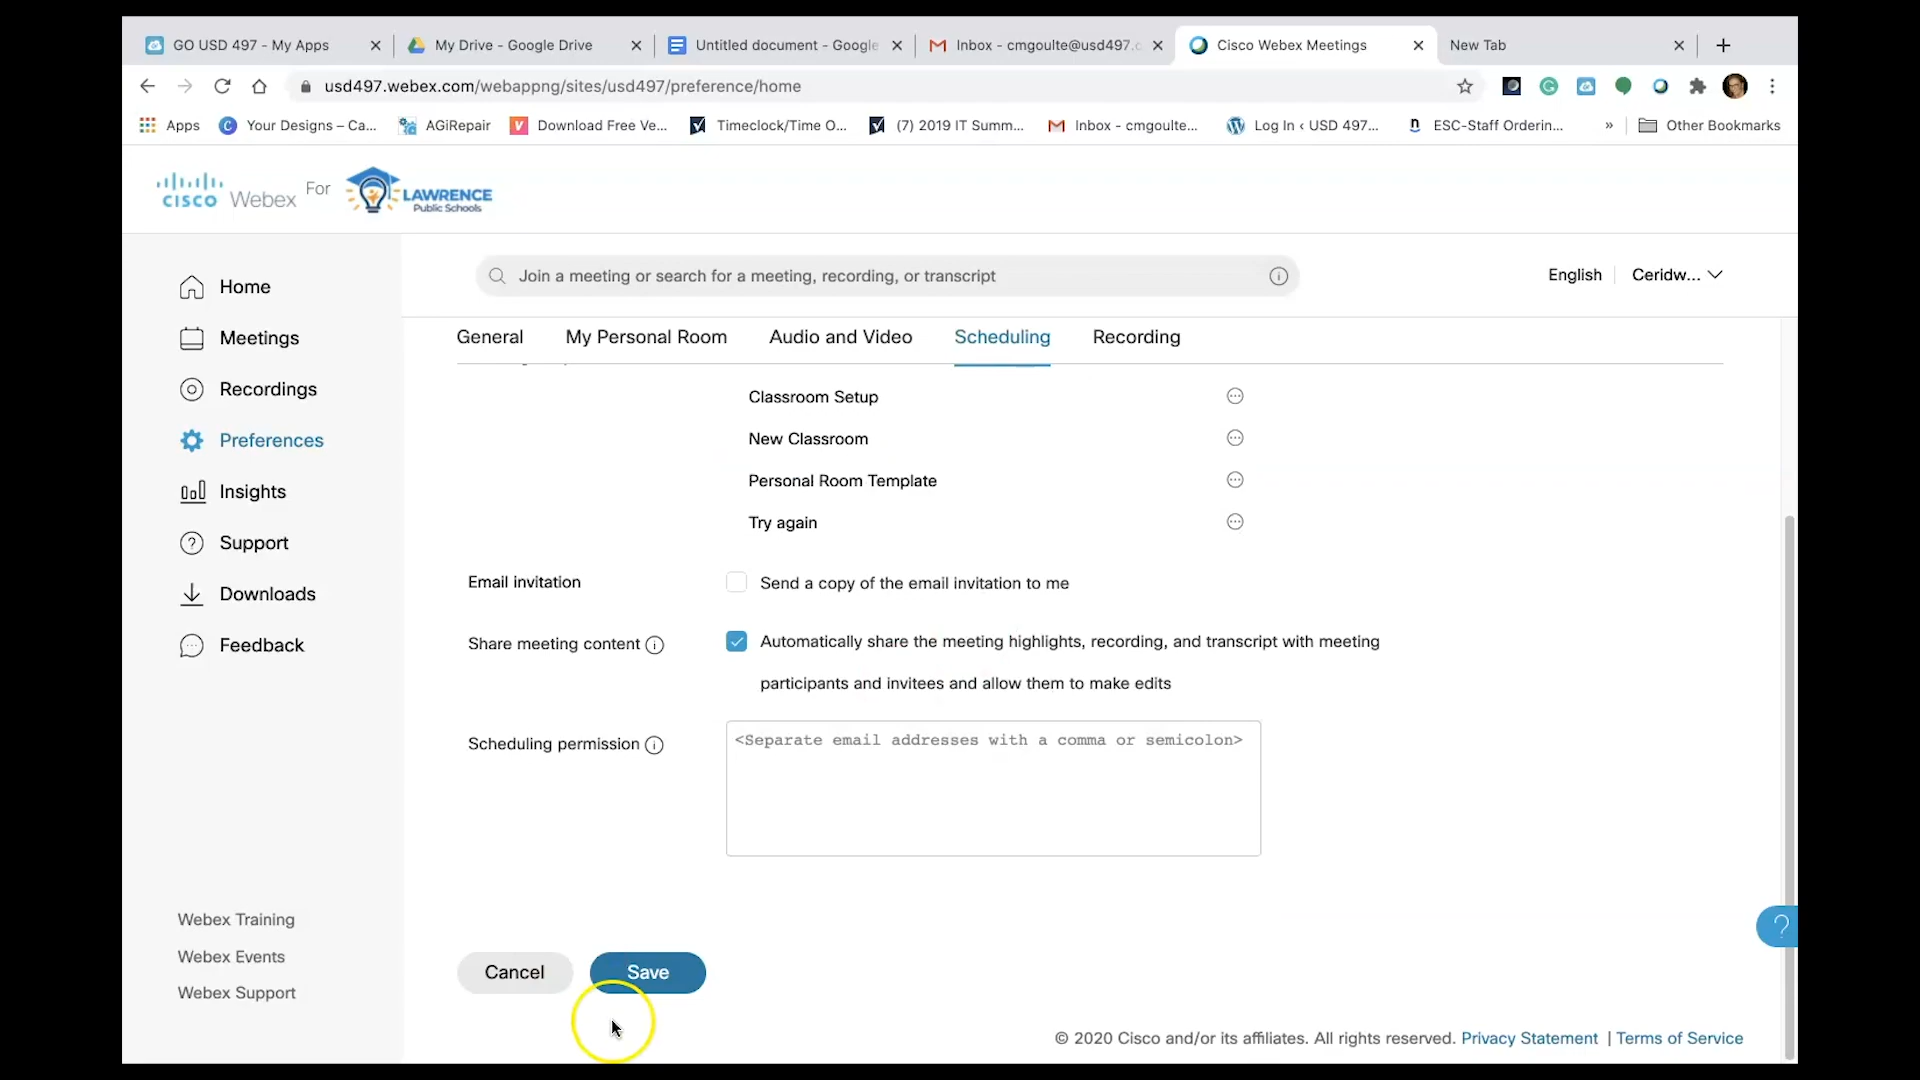 GO USD 497 - My Apps
My Drive - Google Drive
Untitled document - Google
Inbox - cmgoulte@usd497.c
Cisco Webex Meetings
New Tab
usd497.webex.com/webappng/sites/usd497/preference/home
Apps
Your Designs – Ca...
AGiRepair
Download Free Ve...
Timeclock/Time O...
(7) 2019 IT Summ...
Inbox - cmgoulte...
Log In ‹ USD 497...
ESC-Staff Orderin...
»
Other Bookmarks
CISCO Webex For LAWRENCE
Public Schools
Join a meeting or search for a meeting, recording, or transcript
English
Ceridw...
Home
Meetings
Recordings
Preferences
Insights
Support
Downloads
Feedback
Webex Training
Webex Events
Webex Support
General
My Personal Room
Audio and Video
Scheduling
Recording
Classroom Setup
New Classroom
Personal Room Template
Try again
Email invitation
Send a copy of the email invitation to me
Share meeting content
Automatically share the meeting highlights, recording, and transcript with meeting
participants and invitees and allow them to make edits
Scheduling permission
<Separate email addresses with a comma or semicolon>
Cancel
Save
?
© 2020 Cisco and/or its affiliates. All rights reserved. Privacy Statement | Terms of Service